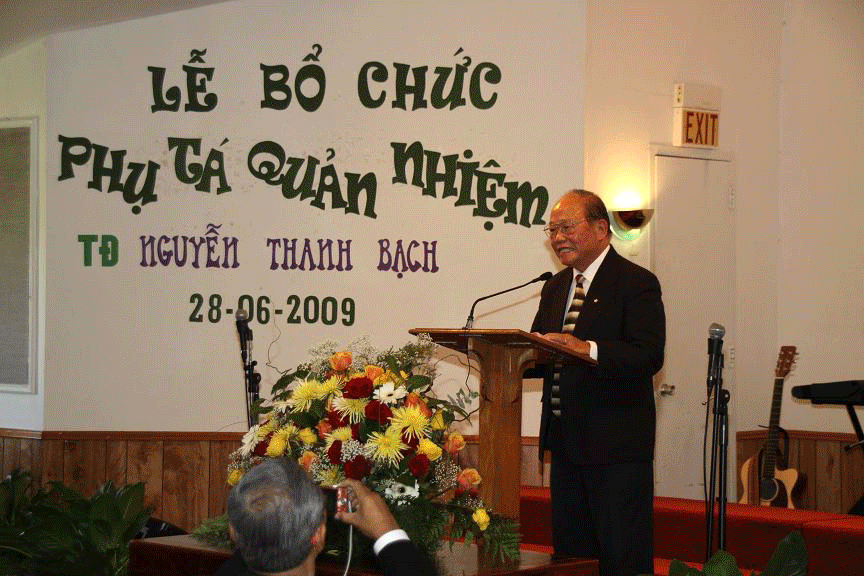 LỄ BỔ CHỨC
PHỤ TÁ QUẢN NHIỆM
TĐ NGUYỄN THANH BẠCH
28-06-2009
EXIT